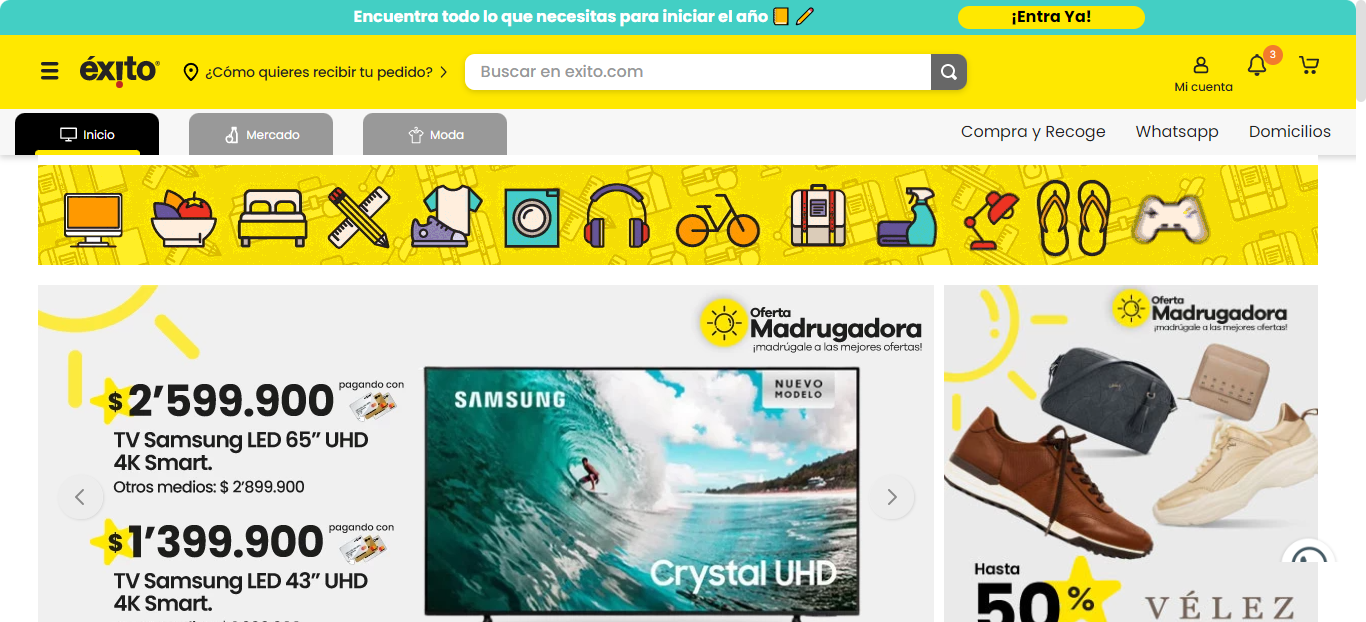 Encuentra todo lo que necesitas para iniciar el año
¡Entra Ya!
éxito
¿Cómo quieres recibir tu pedido?
Buscar en exito.com
Mi cuenta
3
Inicio
Mercado
Moda
Compra y Recoge
Whatsapp
Domicilios
Oferta
Madrugadora
¡madrúgale a las mejores ofertas!
$2’599.900
pagando con
TV Samsung LED 65” UHD
4K Smart.
Otros medios: $ 2’899.900
$1’399.900
pagando con
TV Samsung LED 43” UHD
4K Smart.
SAMSUNG
NUEVO
MODELO
Crystal UHD
Oferta
Madrugadora
¡madrúgale a las mejores ofertas!
Hasta
50%
VÉLEZ